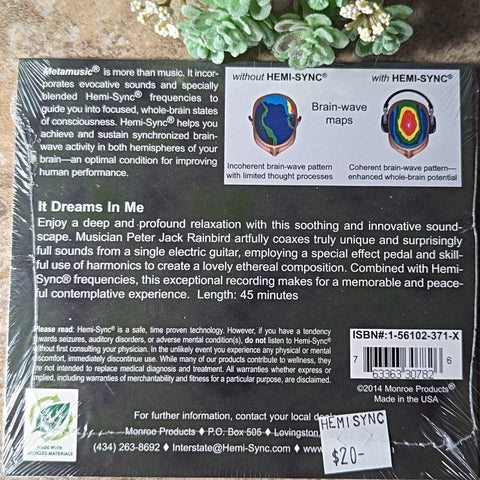 Metamusic® is more than music. It incor-
porates evocative sounds and specially
blended Hemi-Sync® frequencies to
guide you into focused, whole-brain states
of consciousness. Hemi-Sync® helps you
achieve and sustain synchronized brain-
wave activity in both hemispheres of your
brain—an optimal condition for improving
human performance.
without HEMI-SYNC®
with HEMI-SYNC®
Brain-wave
maps
Incoherent brain-wave pattern
with limited thought processes
Coherent brain-wave pattern—
enhanced whole-brain potential
It Dreams In Me
Enjoy a deep and profound relaxation with this soothing and innovative sound-
scape. Musician Peter Jack Rainbird artfully coaxes truly unique and surprisingly
full sounds from a single electric guitar, employing a special effect pedal and skill-
ful use of harmonics to create a lovely ethereal composition. Combined with Hemi-
Sync® frequencies, this exceptional recording makes for a memorable and peace-
ful contemplative experience. Length: 45 minutes
Please read: Hemi-Sync® is a safe, time proven technology. However, if you have a tendency
towards seizures, auditory disorders, or adverse mental condition(s), do not listen to Hemi-Sync®
without first consulting your physician. In the unlikely event you experience any physical or mental
discomfort, immediately discontinue use. While many of our products contribute to wellness, they
are not intended to replace medical diagnosis and treatment. All warranties whether express or
implied, including warranties of merchantability and fitness for a particular purpose, are disclaimed.
ISBN#:1-56102-371-X
7 63363 30782 6
©2014 Monroe Products®
Made in the USA
MADE WITH
RECYCLED MATERIALS
For further information, contact your local
Monroe Products ♦ P.O. Box 505 ♦ Lovingston
(434) 263-8692 ♦ Interstate@Hemi-Sync.com ♦
HEMI SYNC
$20-